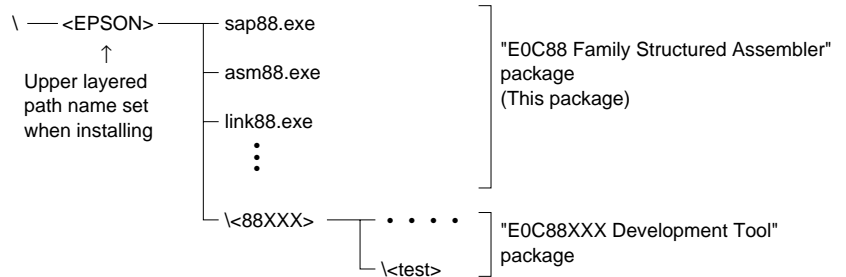 \ <EPSON> sap88.exe
↑
Upper layered
path name set
when installing
asm88.exe
link88.exe
"E0C88 Family Structured Assembler"
package
(This package)
\<88XXX>
\<test>
"E0C88XXX Development Tool"
package